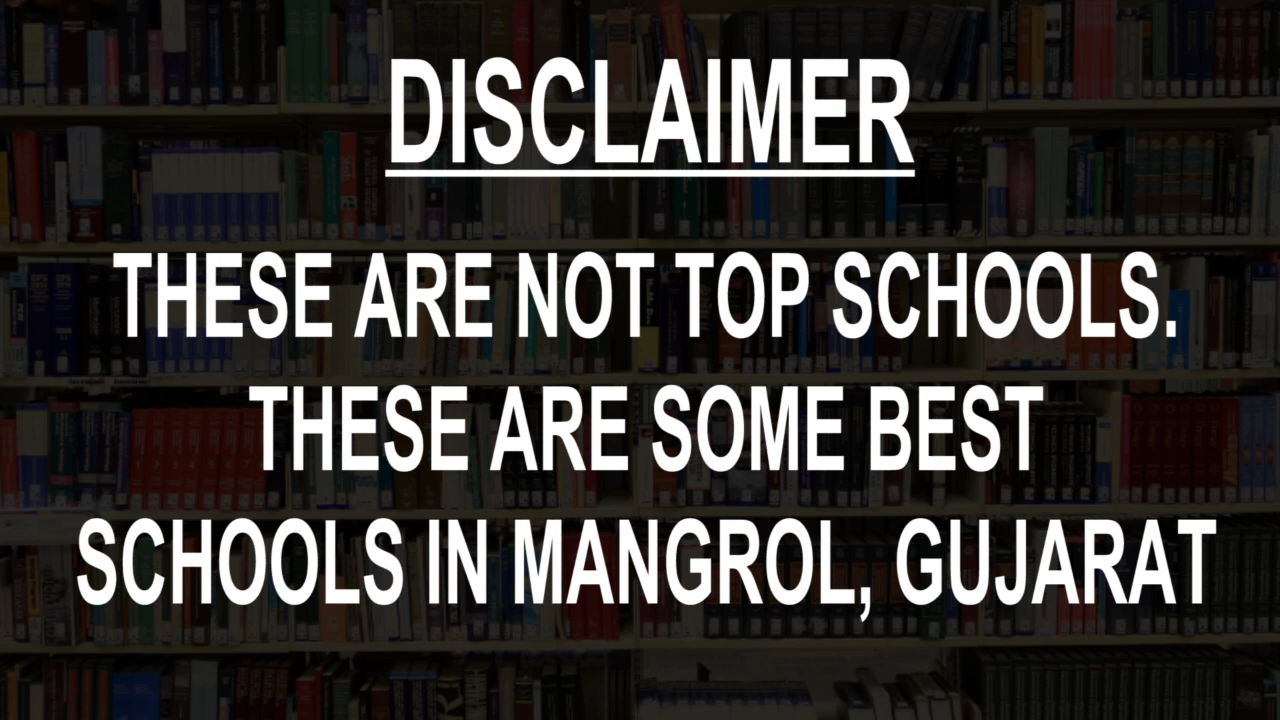 DISCLAIMER
THESE ARE NOT TOP SCHOOLS.
THESE ARE SOME BEST
SCHOOLS IN MANGROL, GUJARAT